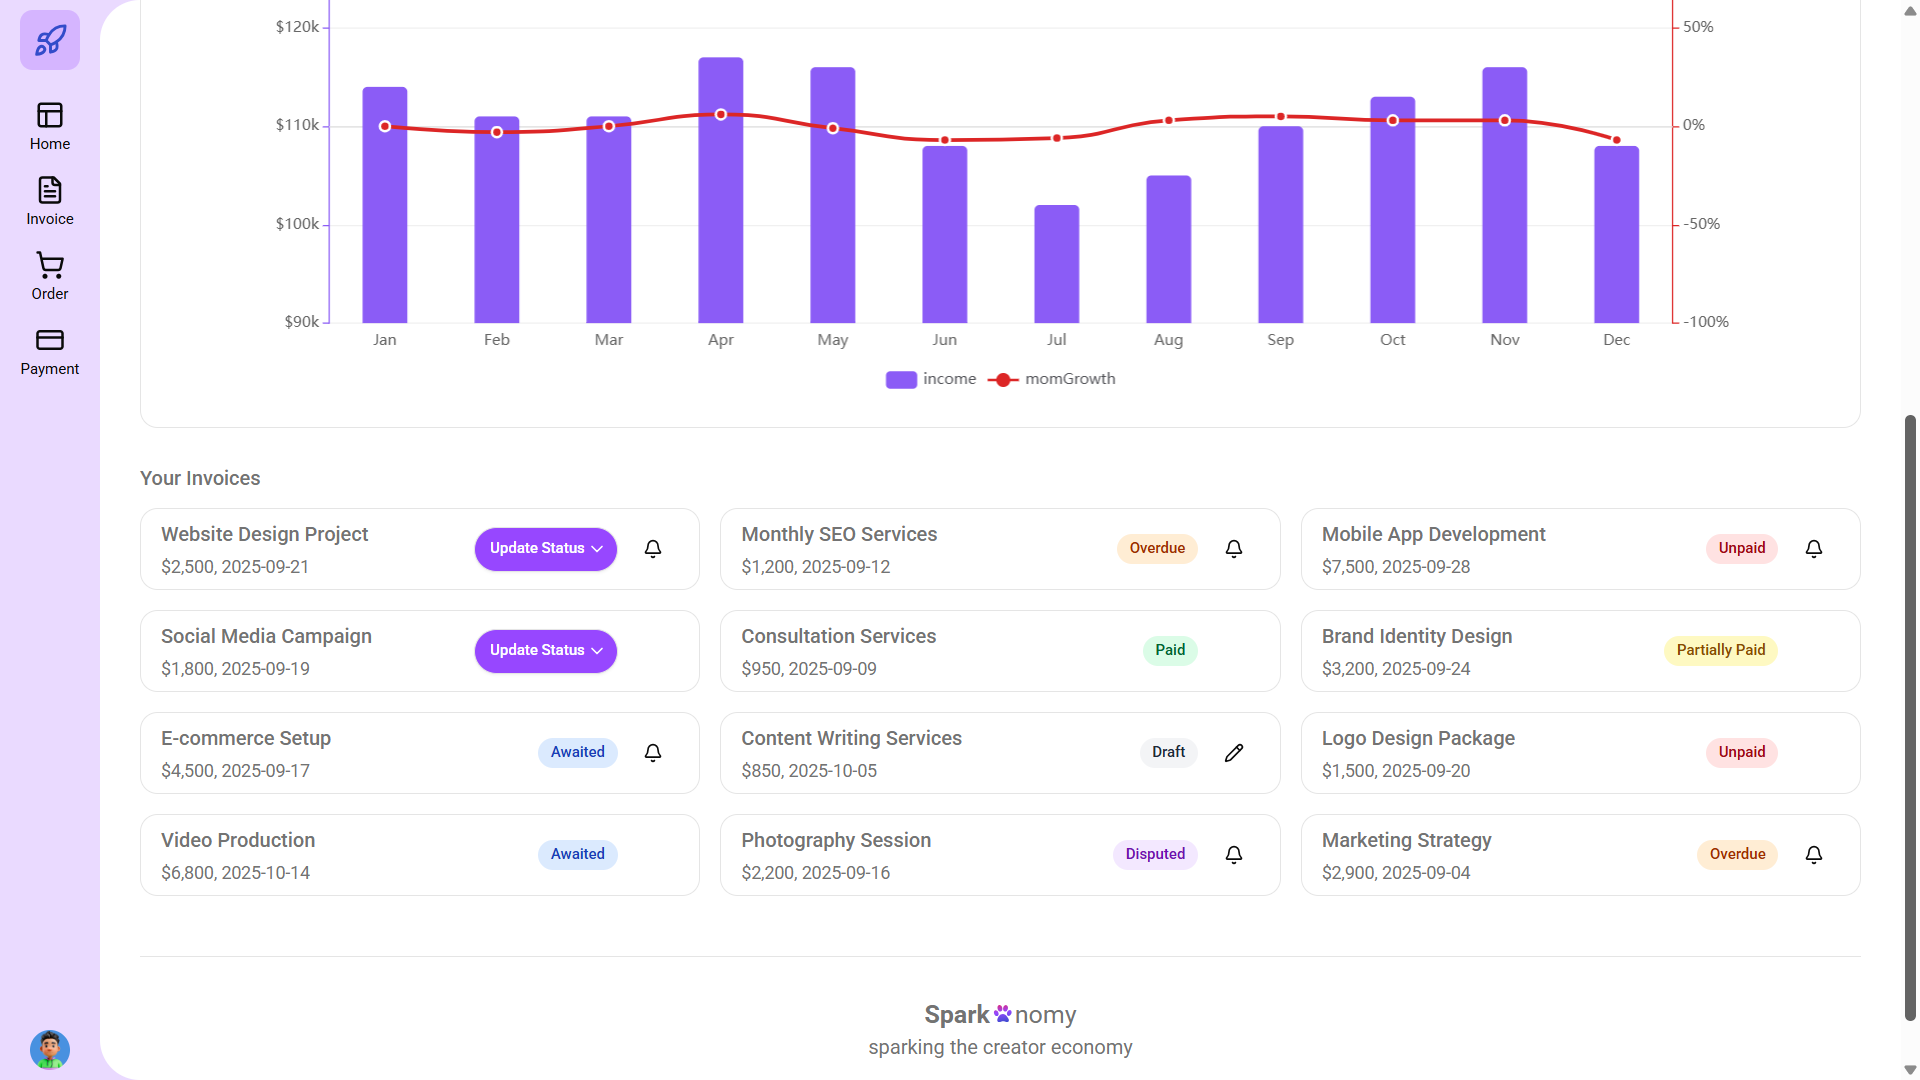 Home
Invoice
Order
Payment
$120k
$110k
$100k
$90k
50%
0%
-50%
-100%
Jan Feb Mar Apr May Jun Jul Aug Sep Oct Nov Dec
income momGrowth
Your Invoices
Website Design Project
$2,500, 2025-09-21
Update Status
Monthly SEO Services
$1,200, 2025-09-12
Overdue
Mobile App Development
$7,500, 2025-09-28
Unpaid
Social Media Campaign
$1,800, 2025-09-19
Update Status
Consultation Services
$950, 2025-09-09
Paid
Brand Identity Design
$3,200, 2025-09-24
Partially Paid
E-commerce Setup
$4,500, 2025-09-17
Awaited
Content Writing Services
$850, 2025-10-05
Draft
Logo Design Package
$1,500, 2025-09-20
Unpaid
Video Production
$6,800, 2025-10-14
Awaited
Photography Session
$2,200, 2025-09-16
Disputed
Marketing Strategy
$2,900, 2025-09-04
Overdue
Spark nomy
sparking the creator economy